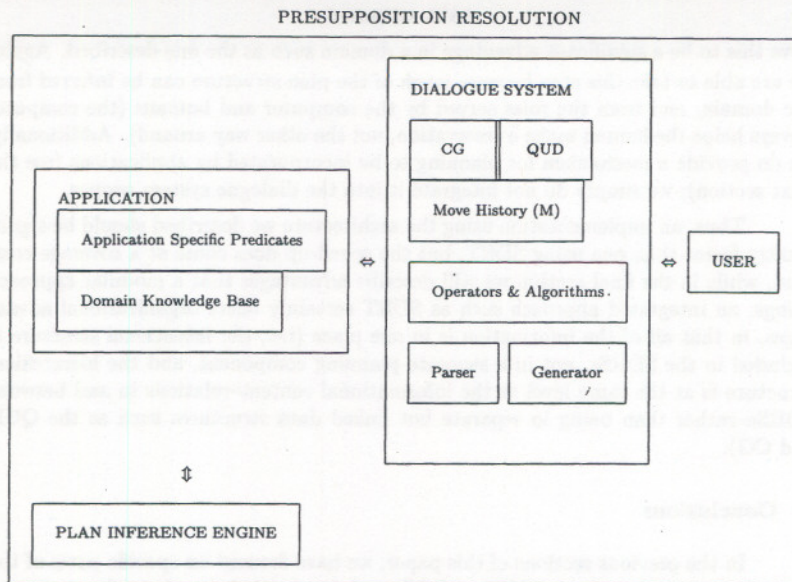 PRESUPPOSITION RESOLUTION
DIALOGUE SYSTEM
CG
QUD
Move History (M)
APPLICATION
Application Specific Predicates
Domain Knowledge Base
⇔
⇔
USER
Operators & Algorithms
Parser
Generator
⇕
PLAN INFERENCE ENGINE